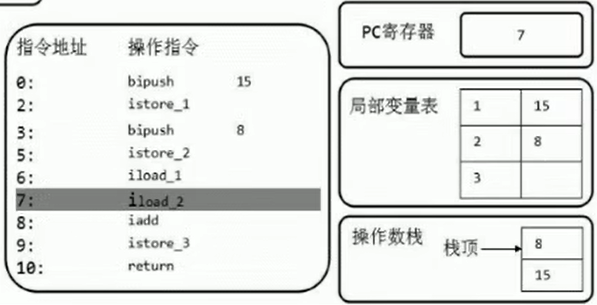 指令地址 操作指令
0: bipush 15
2: istore_1
3: bipush 8
5: istore_2
6: iload_1
7: iload_2
8: iadd
9: istore_3
10: return
PC寄存器 7
局部变量表
1 15
2 8
3
操作数栈
栈顶 8
15